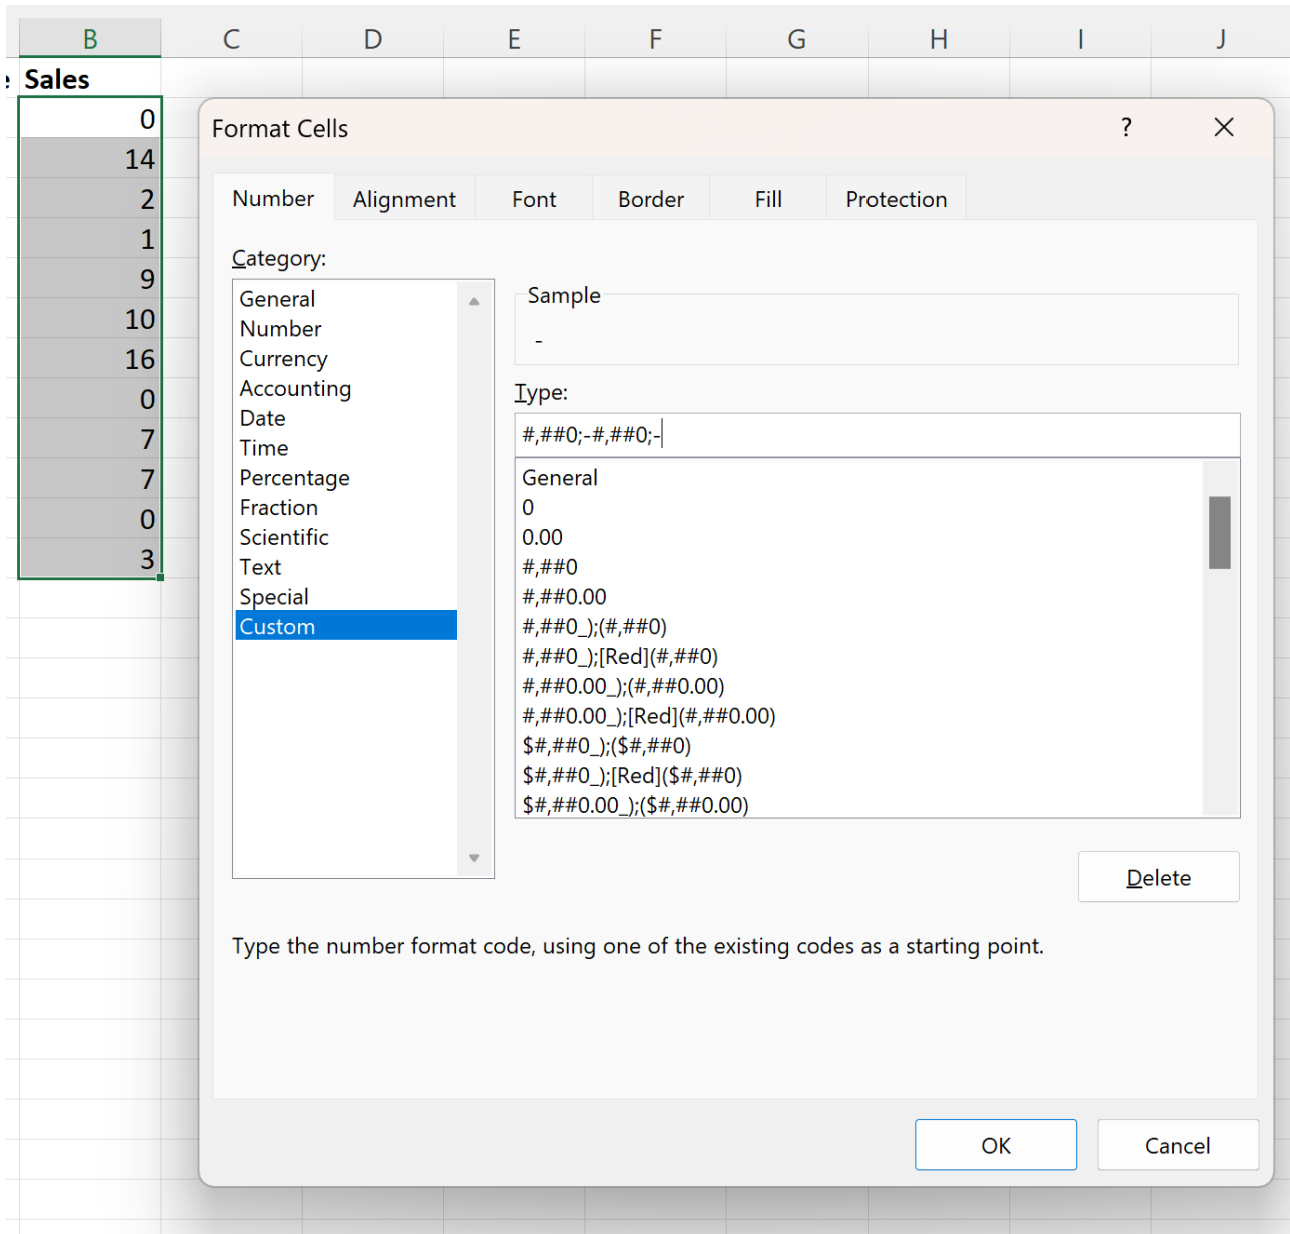 B C D E F G H I J
Sales
0
14
2
1
9
10
16
0
7
7
0
3
Format Cells ?
Number Alignment Font Border Fill Protection
Category:
General
Number
Currency
Accounting
Date
Time
Percentage
Fraction
Scientific
Text
Special
Custom
Sample
-
Type:
#,##0;-#,##0;-
General
0
0.00
#,##0
#,##0.00
#,##0_);(#,##0)
#,##0_);[Red](#,##0)
#,##0.00_);(#,##0.00)
#,##0.00_);[Red](#,##0.00)
$#,##0_);($#,##0)
$#,##0_);[Red]($#,##0)
$#,##0.00_);($#,##0.00)
Delete
Type the number format code, using one of the existing codes as a starting point.
OK Cancel